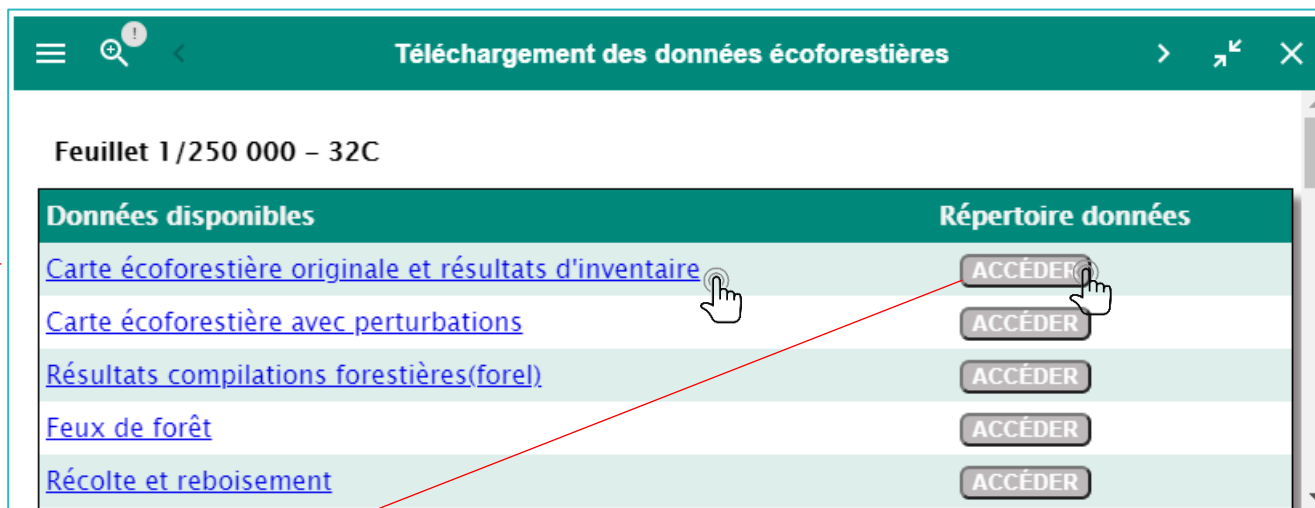 !
Téléchargement des données écoforestières
Feuillet 1/250 000 – 32C
Données disponibles Répertoire données
Carte écoforestière originale et résultats d'inventaire ACCÉDER
Carte écoforestière avec perturbations ACCÉDER
Résultats compilations forestières(forel) ACCÉDER
Feux de forêt ACCÉDER
Récolte et reboisement ACCÉDER